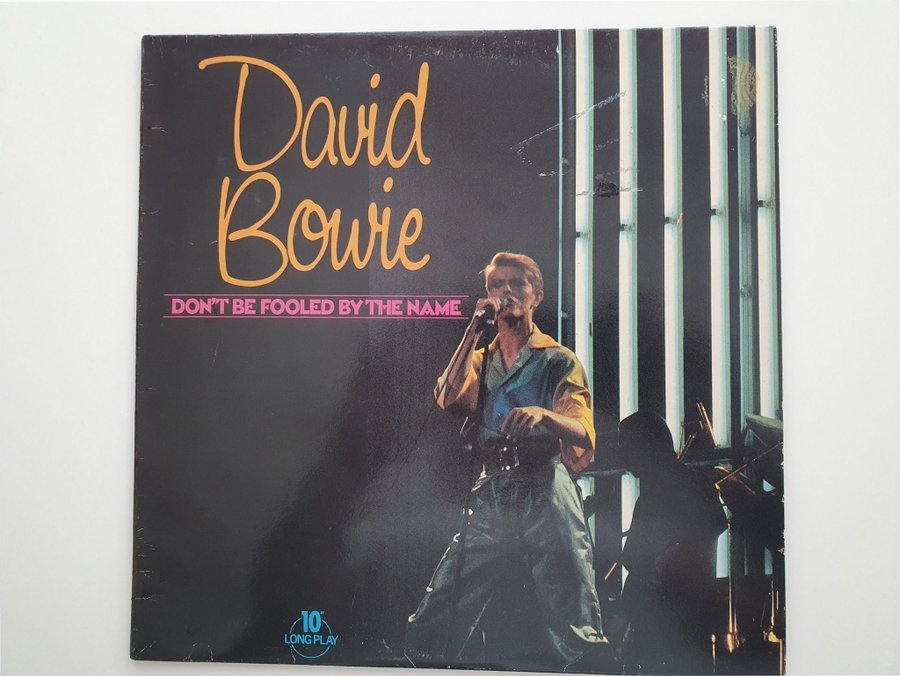 David
Bowie
DON'T BE FOOLED BY THE NAME
10"
LONG PLAY